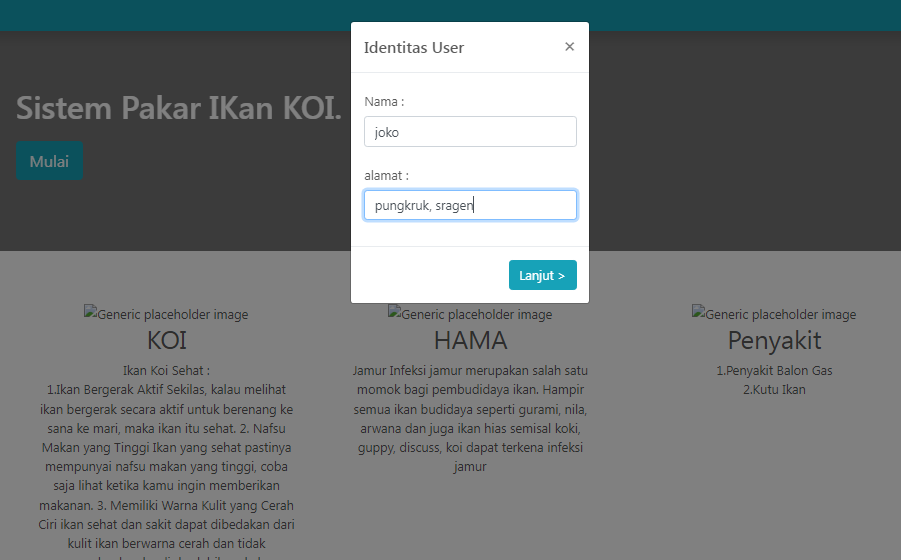 Identitas User ×
Nama :
joko
alamat :
pungkruk, sragen
Lanjut >
Sistem Pakar IKan KOI.
Mulai
Generic placeholder image
KOI
Ikan Koi Sehat :
1.Ikan Bergerak Aktif Sekilas, kalau melihat
ikan bergerak secara aktif untuk berenang ke
sana ke mari, maka ikan itu sehat. 2. Nafsu
Makan yang Tinggi Ikan yang sehat pastinya
mempunyai nafsu makan yang tinggi, coba
saja lihat ketika kamu ingin memberikan
makanan. 3. Memiliki Warna Kulit yang Cerah
Ciri ikan sehat dan sakit dapat dibedakan dari
kulit ikan berwarna cerah dan tidak
Generic placeholder image
HAMA
Jamur Infeksi jamur merupakan salah satu
momok bagi pembudidaya ikan. Hampir
semua ikan budidaya seperti gurami, nila,
arwana dan juga ikan hias semisal koki,
guppy, discuss, koi dapat terkena infeksi
jamur
Generic placeholder image
Penyakit
1.Penyakit Balon Gas
2.Kutu Ikan